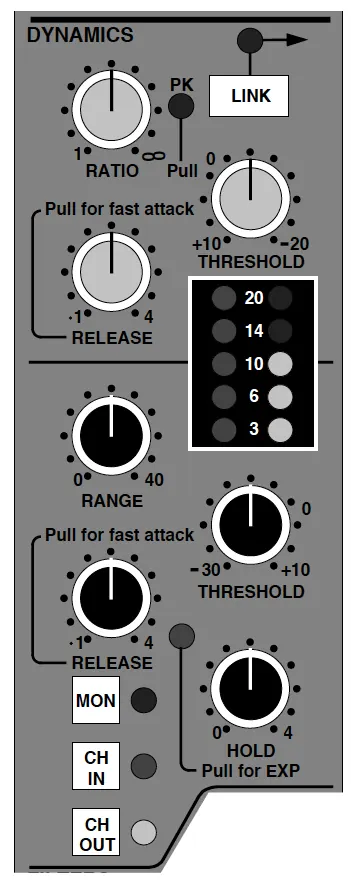 DYNAMICS
PK
LINK
1 ∞
RATIO Pull
0
Pull for fast attack
+10 -20
THRESHOLD
·1 4
RELEASE
20
14
10
6
3
0 40
RANGE
0
Pull for fast attack
-30 +10
THRESHOLD
·1 4
RELEASE
MON
0 4
HOLD
CH
IN
Pull for EXP
CH
OUT